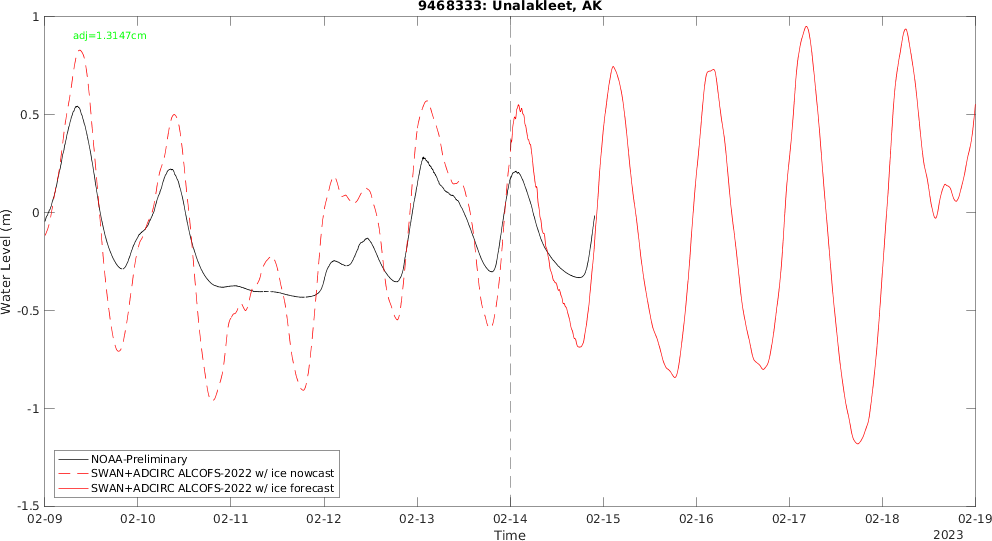 9468333: Unalakleet, AK
adj=1.3147cm
1
0.5
0
-0.5
-1
-1.5
Water Level (m)
NOAA-Preliminary
SWAN+ADCIRC ALCOFS-2022 w/ ice nowcast
SWAN+ADCIRC ALCOFS-2022 w/ ice forecast
02-09 02-10 02-11 02-12 02-13 02-14 02-15 02-16 02-17 02-18 02-19
Time
2023